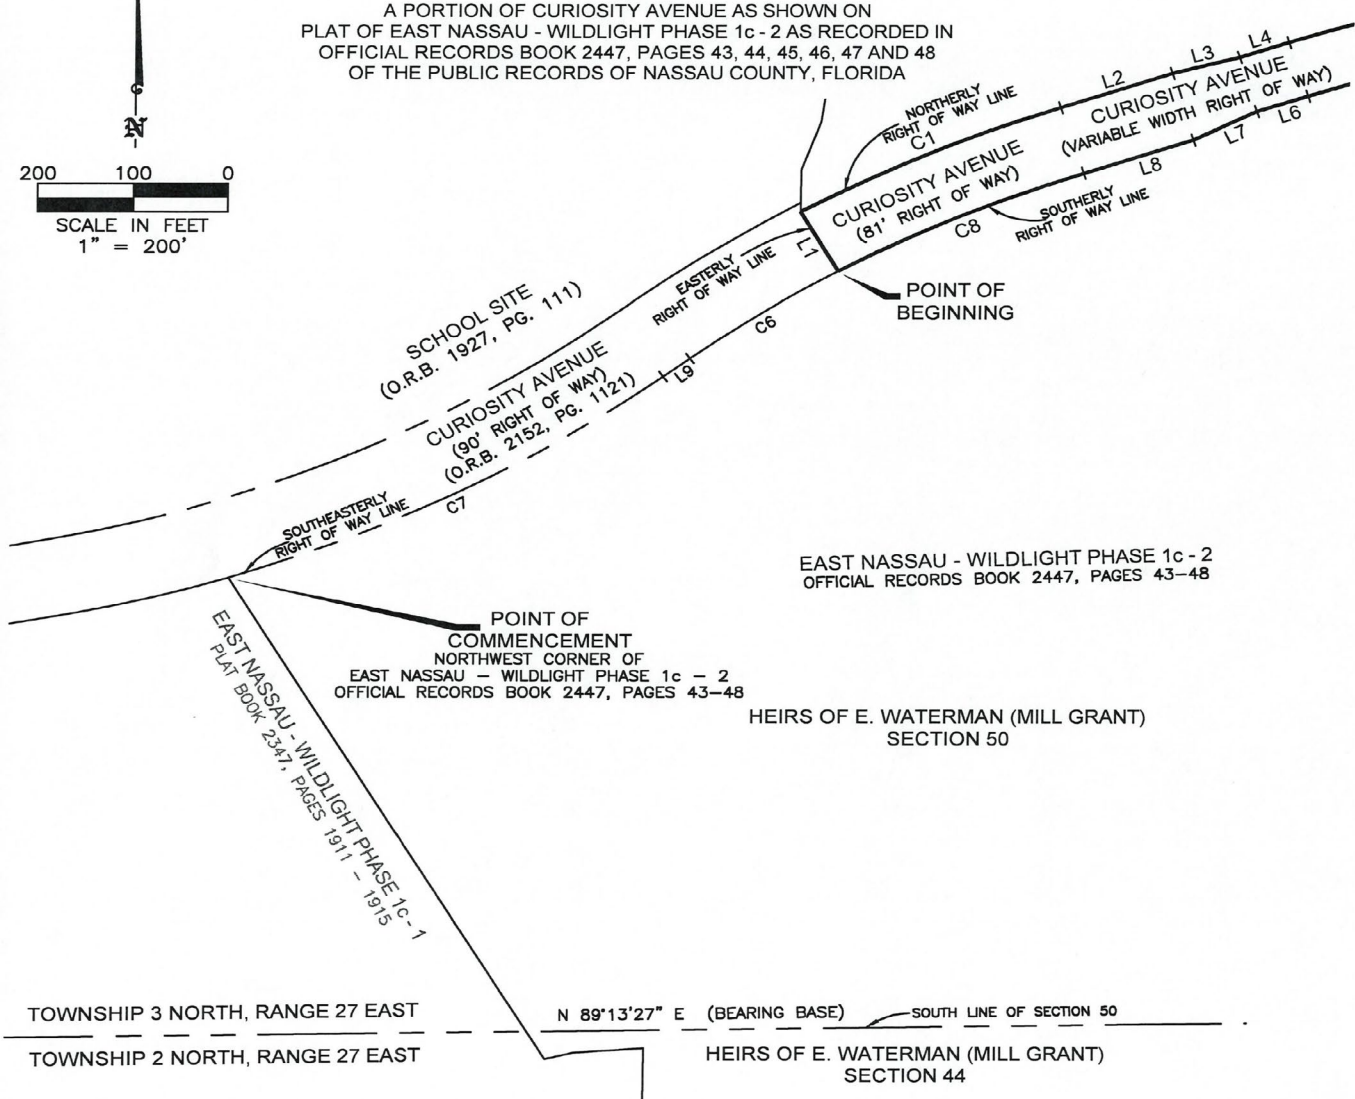 A PORTION OF CURIOSITY AVENUE AS SHOWN ON
PLAT OF EAST NASSAU - WILDLIGHT PHASE 1c - 2 AS RECORDED IN
OFFICIAL RECORDS BOOK 2447, PAGES 43, 44, 45, 46, 47 AND 48
OF THE PUBLIC RECORDS OF NASSAU COUNTY, FLORIDA
N
200 100 0
SCALE IN FEET
1" = 200'
NORTHERLY
RIGHT OF WAY LINE
C1
L2
L3
L4
CURIOSITY AVENUE
(VARIABLE WIDTH RIGHT OF WAY)
L6
L7
L8
CURIOSITY AVENUE
(81' RIGHT OF WAY)
C8
SOUTHERLY
RIGHT OF WAY LINE
L1
EASTERLY
RIGHT OF WAY LINE
POINT OF
BEGINNING
C6
L9
SCHOOL SITE
(O.R.B. 1927, PG. 111)
CURIOSITY AVENUE
(90' RIGHT OF WAY)
(O.R.B. 2152, PG. 1121)
C7
SOUTHEASTERLY
RIGHT OF WAY LINE
EAST NASSAU - WILDLIGHT PHASE 1c - 2
OFFICIAL RECORDS BOOK 2447, PAGES 43-48
POINT OF
COMMENCEMENT
NORTHWEST CORNER OF
EAST NASSAU - WILDLIGHT PHASE 1c - 2
OFFICIAL RECORDS BOOK 2447, PAGES 43-48
EAST NASSAU - WILDLIGHT PHASE 1c - 1
PLAT BOOK 2347, PAGES 1911 - 1915
HEIRS OF E. WATERMAN (MILL GRANT)
SECTION 50
TOWNSHIP 3 NORTH, RANGE 27 EAST
N 89°13'27" E (BEARING BASE)
SOUTH LINE OF SECTION 50
TOWNSHIP 2 NORTH, RANGE 27 EAST
HEIRS OF E. WATERMAN (MILL GRANT)
SECTION 44